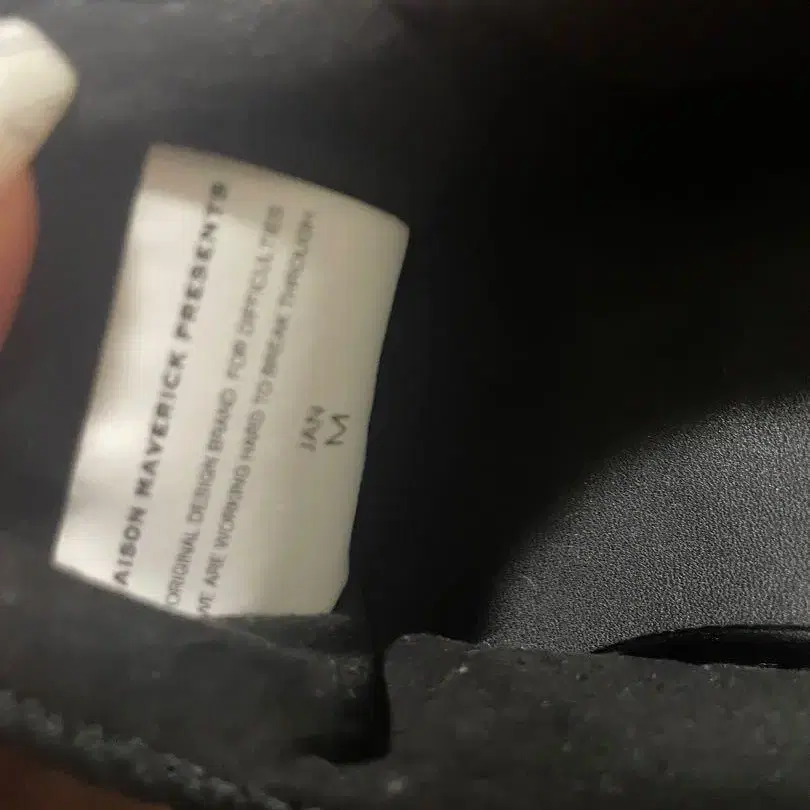 AISON MAVERICK PRESENTS
ORIGINAL DESIGN BRAND FOR DIFFICULTIES
WE ARE WORKING HARD TO BREAK THROUGH
JAN
M